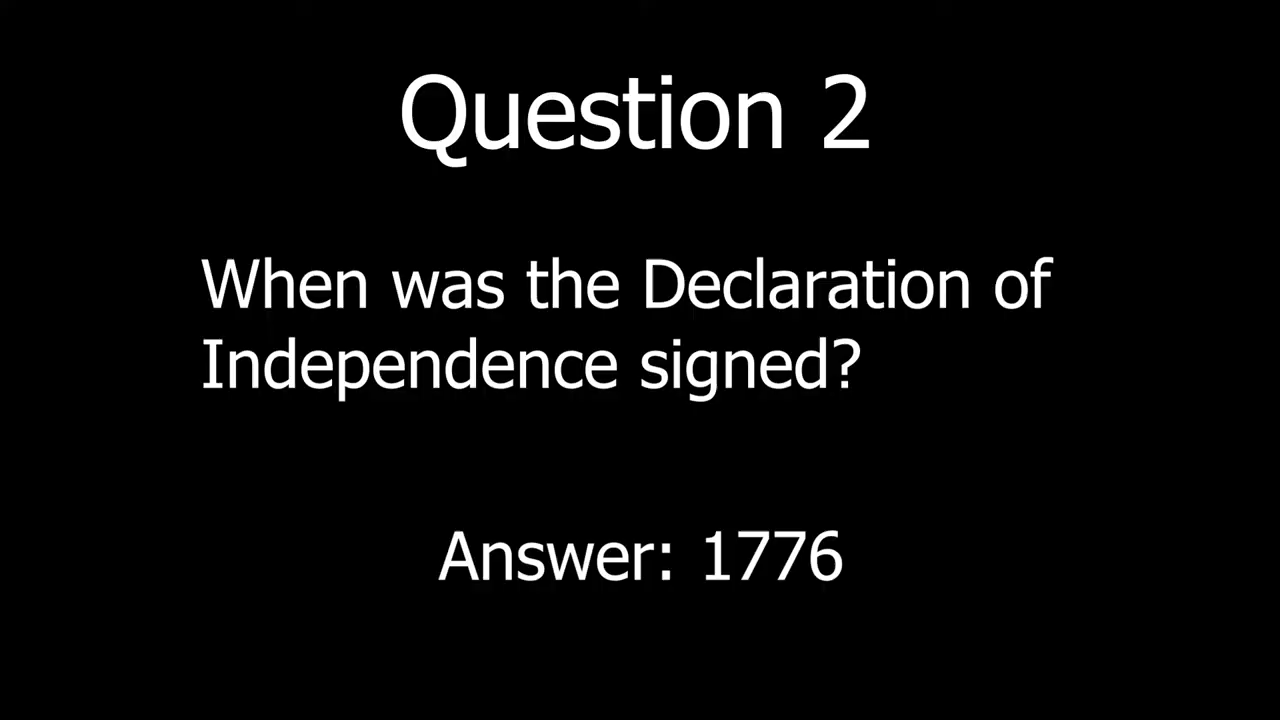 Question 2
When was the Declaration of
Independence signed?
Answer: 1776